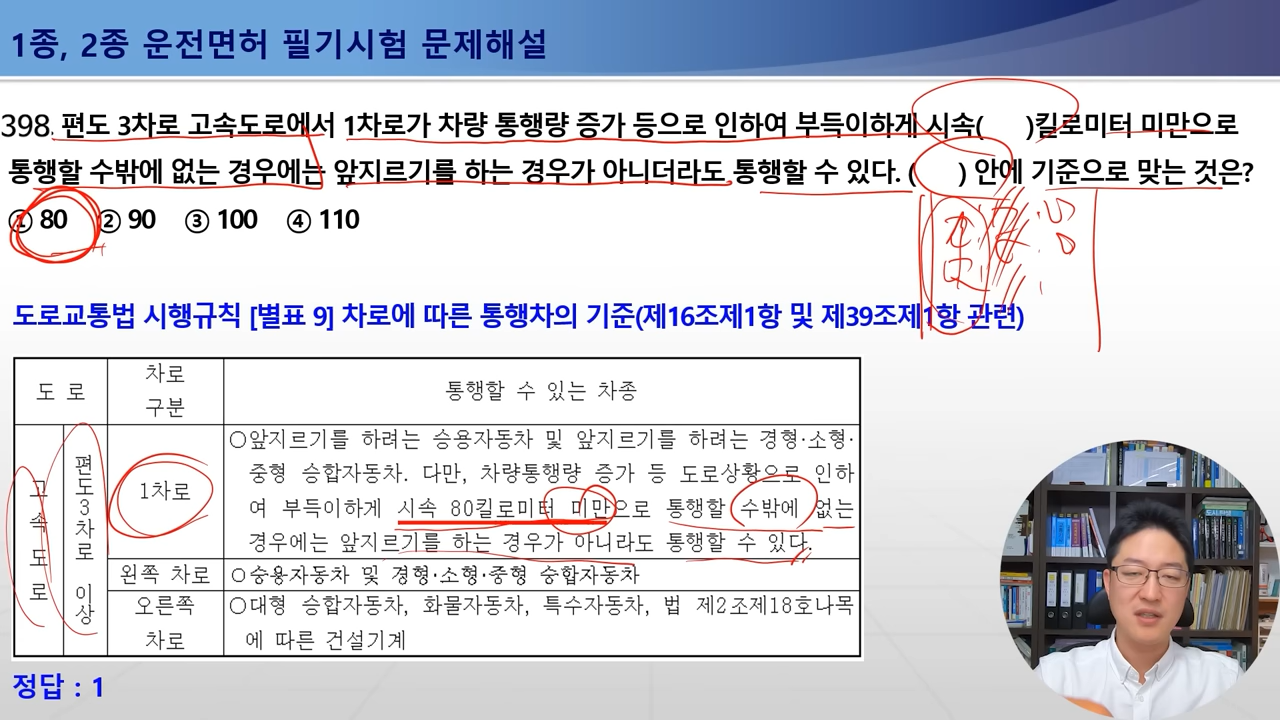 1종, 2종 운전면허 필기시험 문제해설
398. 편도 3차로 고속도로에서 1차로가 차량 통행량 증가 등으로 인하여 부득이하게 시속( )킬로미터 미만으로
통행할 수밖에 없는 경우에는 앞지르기를 하는 경우가 아니더라도 통행할 수 있다. ( ) 안에 기준으로 맞는 것은?
① 80 ② 90 ③ 100 ④ 110
도로교통법 시행규칙 [별표 9] 차로에 따른 통행차의 기준(제16조제1항 및 제39조제1항 관련)
도 로
차로
구분
통행할 수 있는 차종
고속도로
편도3차로 이상
1차로
○앞지르기를 하려는 승용자동차 및 앞지르기를 하려는 경형·소형·
중형 승합자동차. 다만, 차량통행량 증가 등 도로상황으로 인하
여 부득이하게 시속 80킬로미터 미만으로 통행할 수밖에 없는
경우에는 앞지르기를 하는 경우가 아니라도 통행할 수 있다.
왼쪽 차로
○승용자동차 및 경형·소형·중형 승합자동차
오른쪽
차로
○대형 승합자동차, 화물자동차, 특수자동차, 법 제2조제18호나목
에 따른 건설기계
정답 : 1